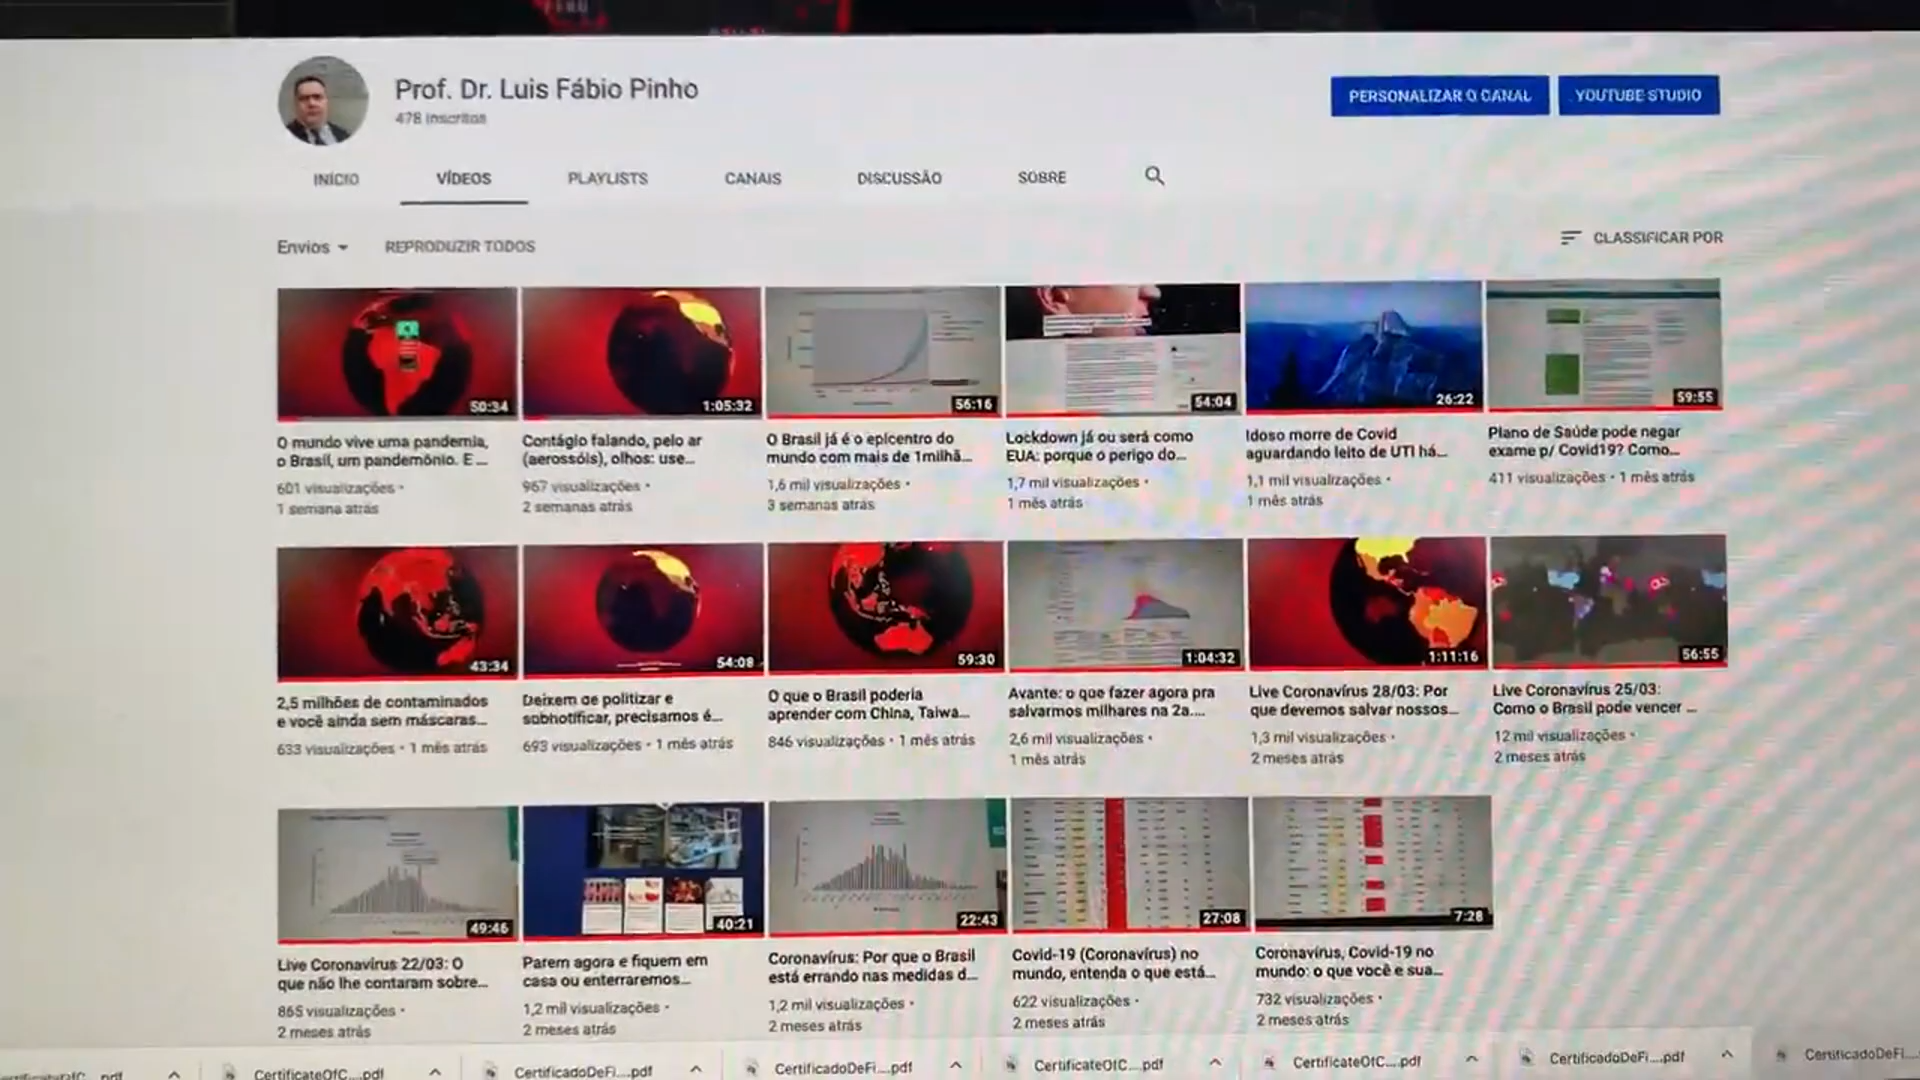 Prof. Dr. Luis Fábio Pinho
478 inscritos
PERSONALIZAR O CANAL
YOUTUBE STUDIO
INÍCIO
VÍDEOS
PLAYLISTS
CANAIS
DISCUSSÃO
SOBRE
Envios
REPRODUZIR TODOS
CLASSIFICAR POR
50:34
1:05:32
56:16
54:04
26:22
59:55
O mundo vive uma pandemia,
o Brasil, um pandemônio. E ...
601 visualizações •
1 semana atrás
Contágio falando, pelo ar
(aerossóis), olhos: use...
967 visualizações •
2 semanas atrás
O Brasil já é o epicentro do
mundo com mais de 1milhã...
1,6 mil visualizações •
3 semanas atrás
Lockdown já ou será como
EUA: porque o perigo do...
1,7 mil visualizações •
1 mês atrás
Idoso morre de Covid
aguardando leito de UTI há...
1,1 mil visualizações •
1 mês atrás
Plano de Saúde pode negar
exame p/ Covid19? Como...
411 visualizações • 1 mês atrás
43:34
54:08
59:30
1:04:32
1:11:16
56:55
2,5 milhões de contaminados
e você ainda sem máscaras...
633 visualizações • 1 mês atrás
Deixem de politizar e
subnotificar, precisamos é...
693 visualizações • 1 mês atrás
O que o Brasil poderia
aprender com China, Taiwa...
846 visualizações • 1 mês atrás
Avante: o que fazer agora pra
salvarmos milhares na 2a....
2,6 mil visualizações •
1 mês atrás
Live Coronavírus 28/03: Por
que devemos salvar nossos...
1,3 mil visualizações •
2 meses atrás
Live Coronavírus 25/03:
Como o Brasil pode vencer ...
12 mil visualizações •
2 meses atrás
49:46
40:21
22:43
27:08
7:28
Live Coronavírus 22/03: O
que não lhe contaram sobre...
865 visualizações •
2 meses atrás
Parem agora e fiquem em
casa ou enterraremos...
1,2 mil visualizações •
2 meses atrás
Coronavírus: Por que o Brasil
está errando nas medidas d...
1,2 mil visualizações •
2 meses atrás
Covid-19 (Coronavírus) no
mundo, entenda o que está...
622 visualizações •
2 meses atrás
Coronavírus, Covid-19 no
mundo: o que você e sua...
732 visualizações •
2 meses atrás
CertificateOfC....pdf
CertificadoDeFi....pdf
CertificadoDeFi....pdf
CertificateOfC....pdf
CertificateOfC....pdf
CertificadoDeFi....pdf
CertificadoDeFi...